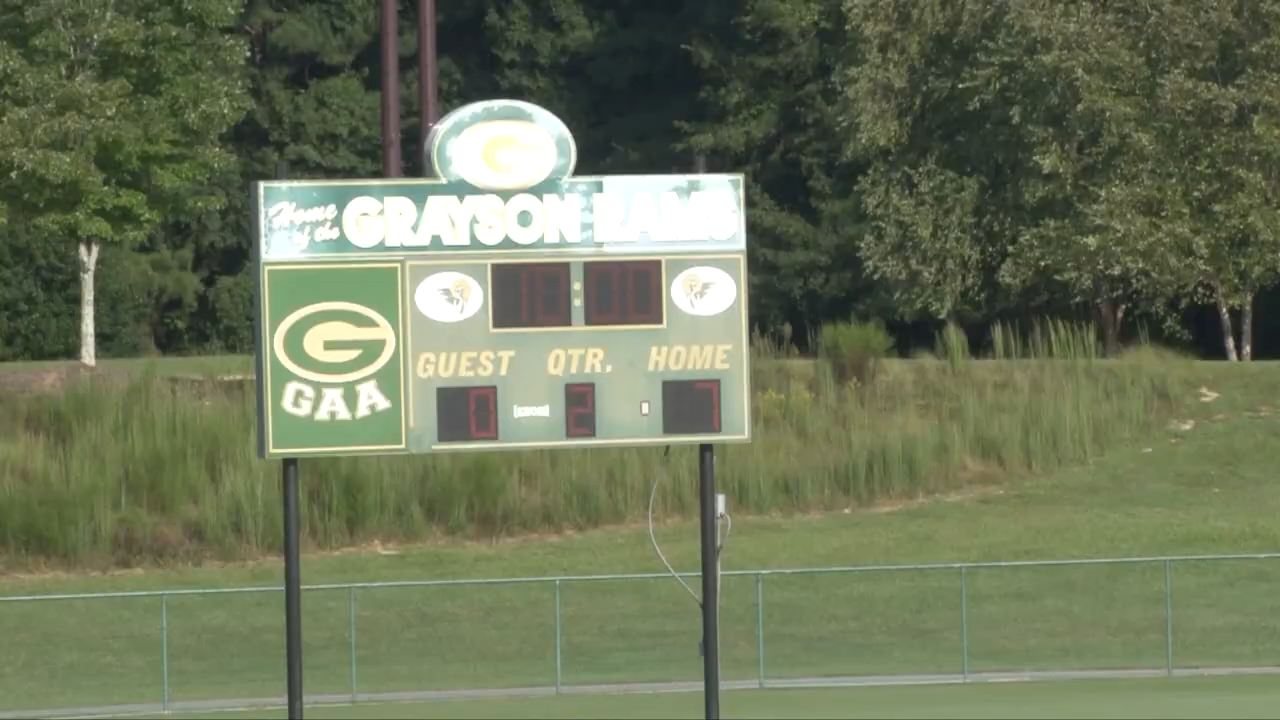 G
Home
of the GRAYSON RAMS
10:00
G
GAA
GUEST QTR. HOME
0 2 7